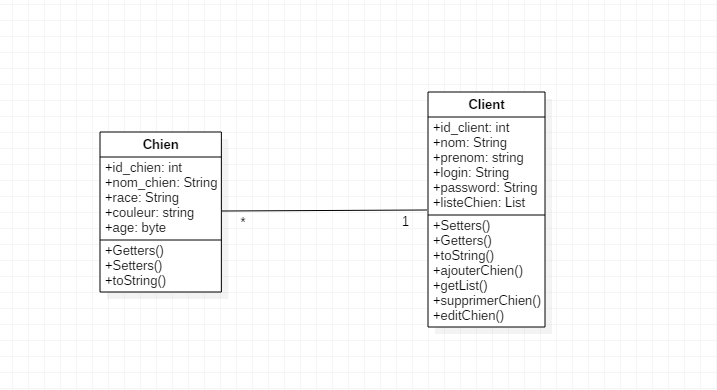 Chien
+id_chien: int
+nom_chien: String
+race: String
+couleur: string
+age: byte
+Getters()
+Setters()
+toString()
*
1
Client
+id_client: int
+nom: String
+prenom: string
+login: String
+password: String
+listeChien: List
+Setters()
+Getters()
+toString()
+ajouterChien()
+getList()
+supprimerChien()
+editChien()